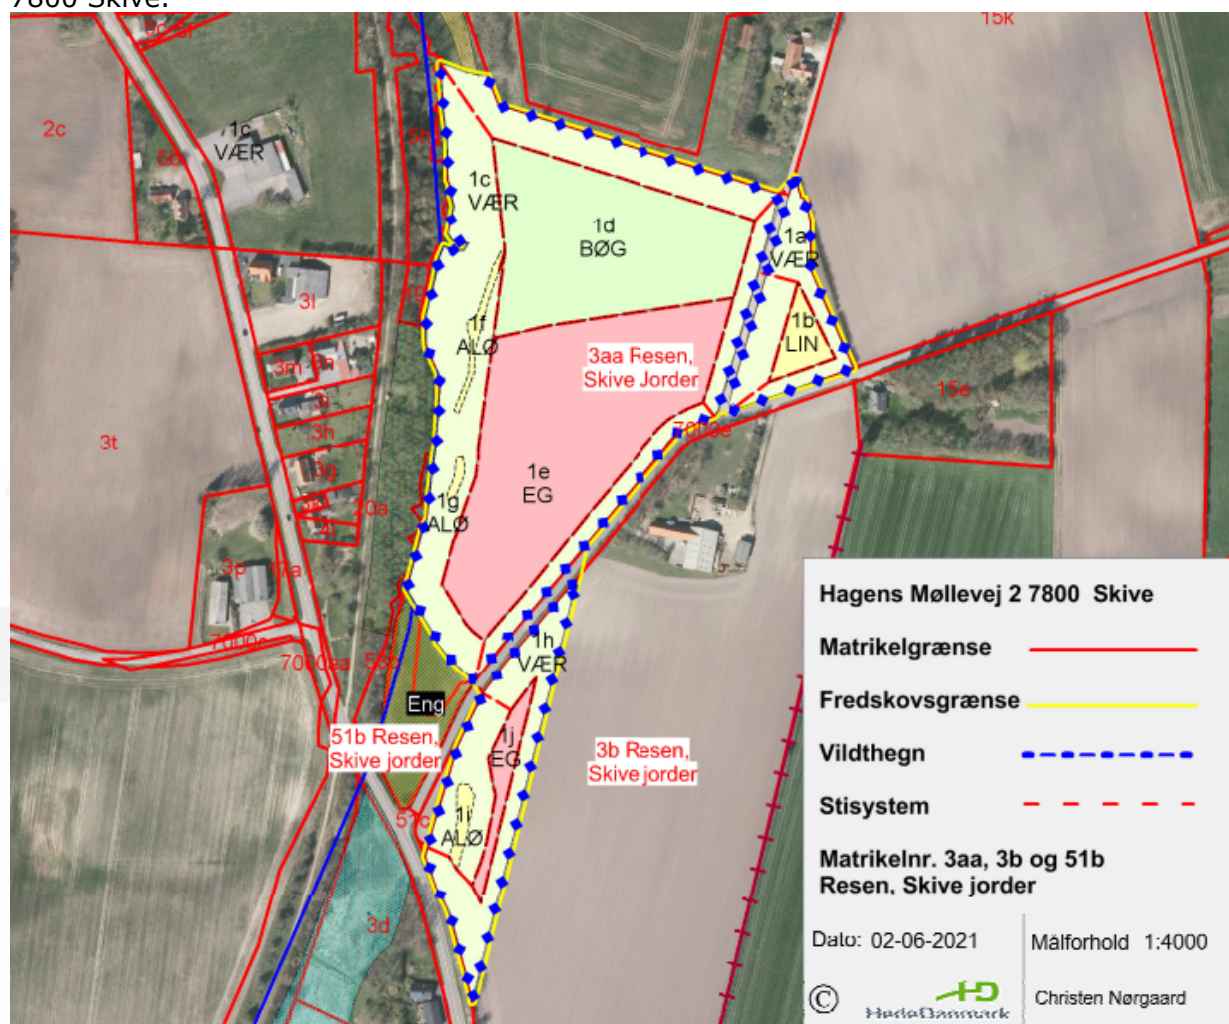 7800 Skive.
15k
2c
1c
VÆR
5b
1c
VÆR
1d
BØG
1a
VÆR
3l
1f
ALØ
1b
LIN
3m
3aa Resen,
Skive Jorder
15e
3h
7000e
3t
3g
1e
EG
1g
ALØ
20a
3p
17a
Hagens Møllevej 2 7800 Skive
7000aa
1h
VÆR
Matrikelgrænse
Eng
Fredskovsgrænse
51b Resen,
Skive jorder
1j
EG
3b Resen,
Skive jorder
Vildthegn
Stisystem
51c
1i
ALØ
Matrikelnr. 3aa, 3b og 51b
Resen, Skive jorder
3d
Dato: 02-06-2021
Målforhold 1:4000
© HD
HedeDanmark
Christen Nørgaard